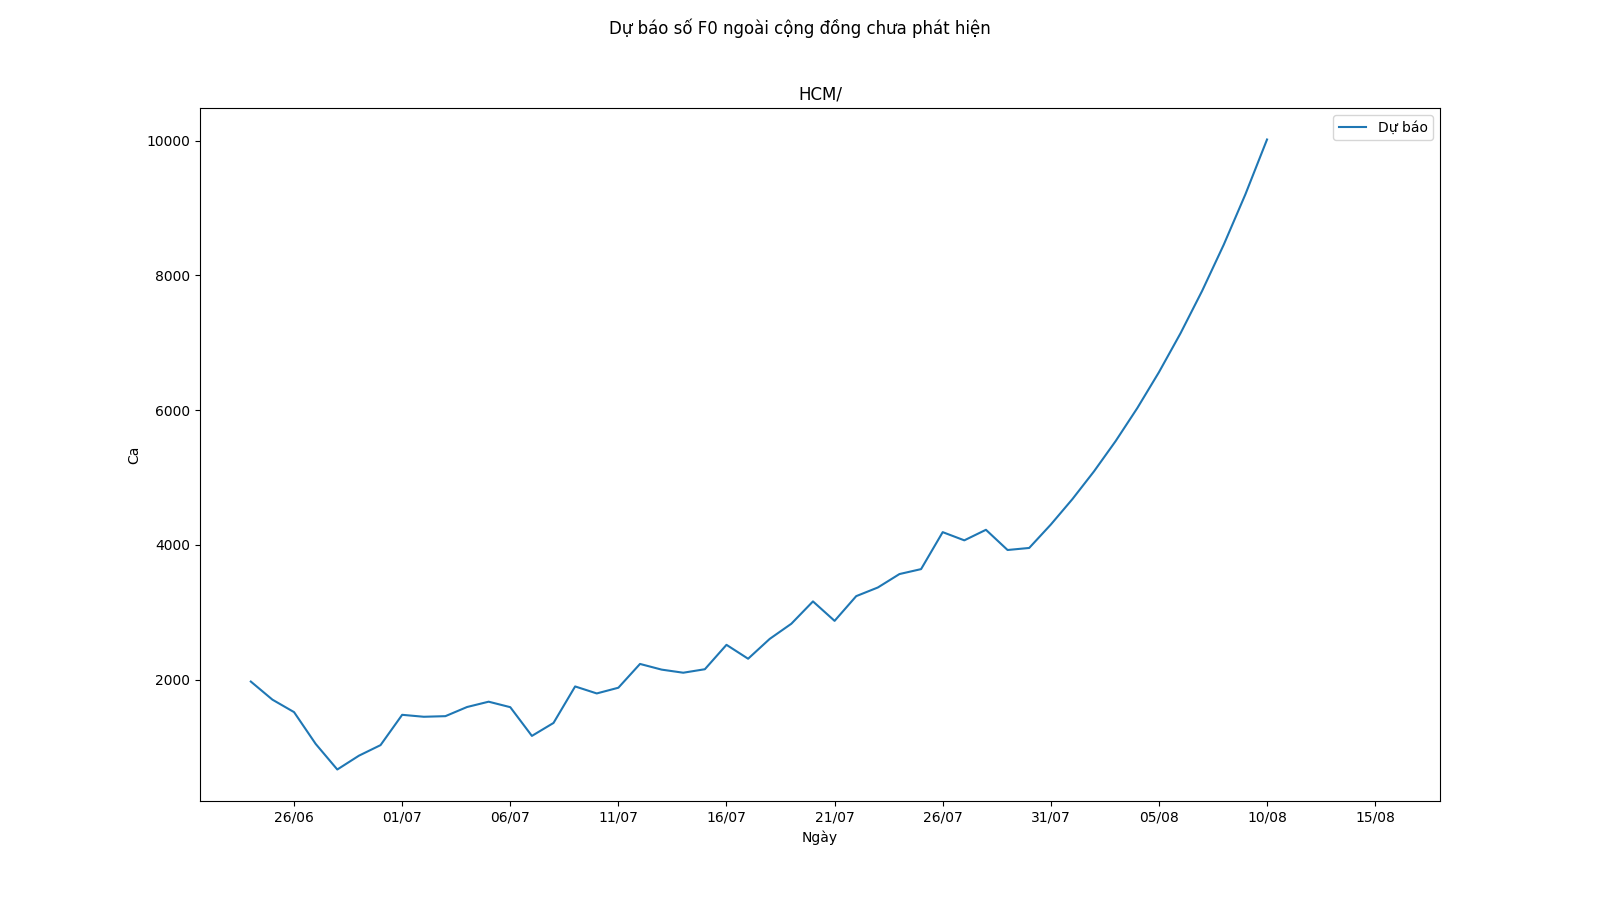 Dự báo số F0 ngoài cộng đồng chưa phát hiện
HCM/
Dự báo
10000
8000
6000
4000
2000
Ca
26/06 01/07 06/07 11/07 16/07 21/07 26/07 31/07 05/08 10/08 15/08
Ngày